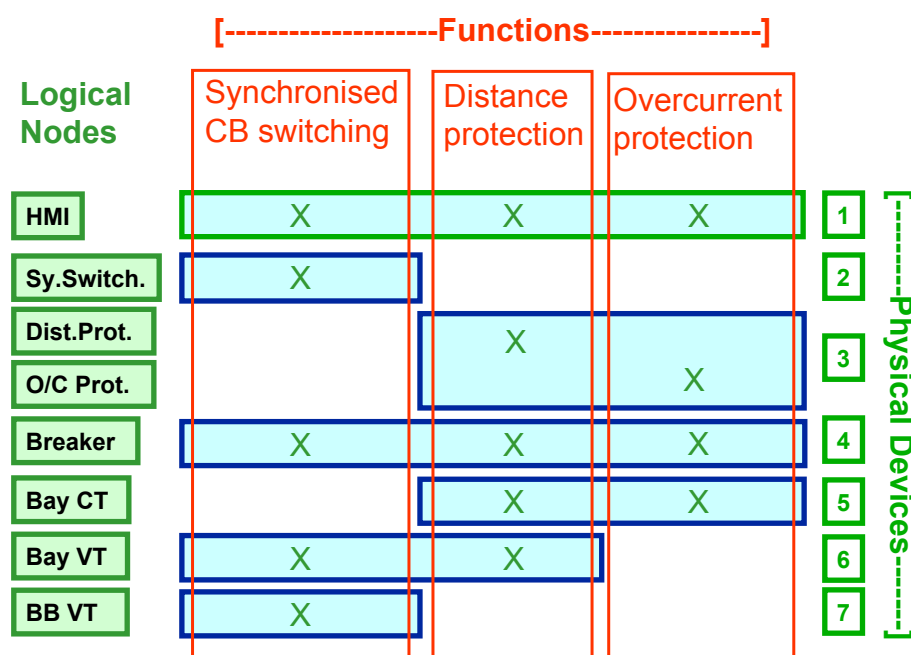 [--------------------Functions----------------]
Logical
Nodes
Synchronised
CB switching
Distance
protection
Overcurrent
protection
HMI X X X 1
Sy.Switch. X 2
Dist.Prot. X
3
O/C Prot. X
Breaker X X X 4
Bay CT X X 5
Bay VT X X 6
BB VT X 7
[---------Physical Devices-------]